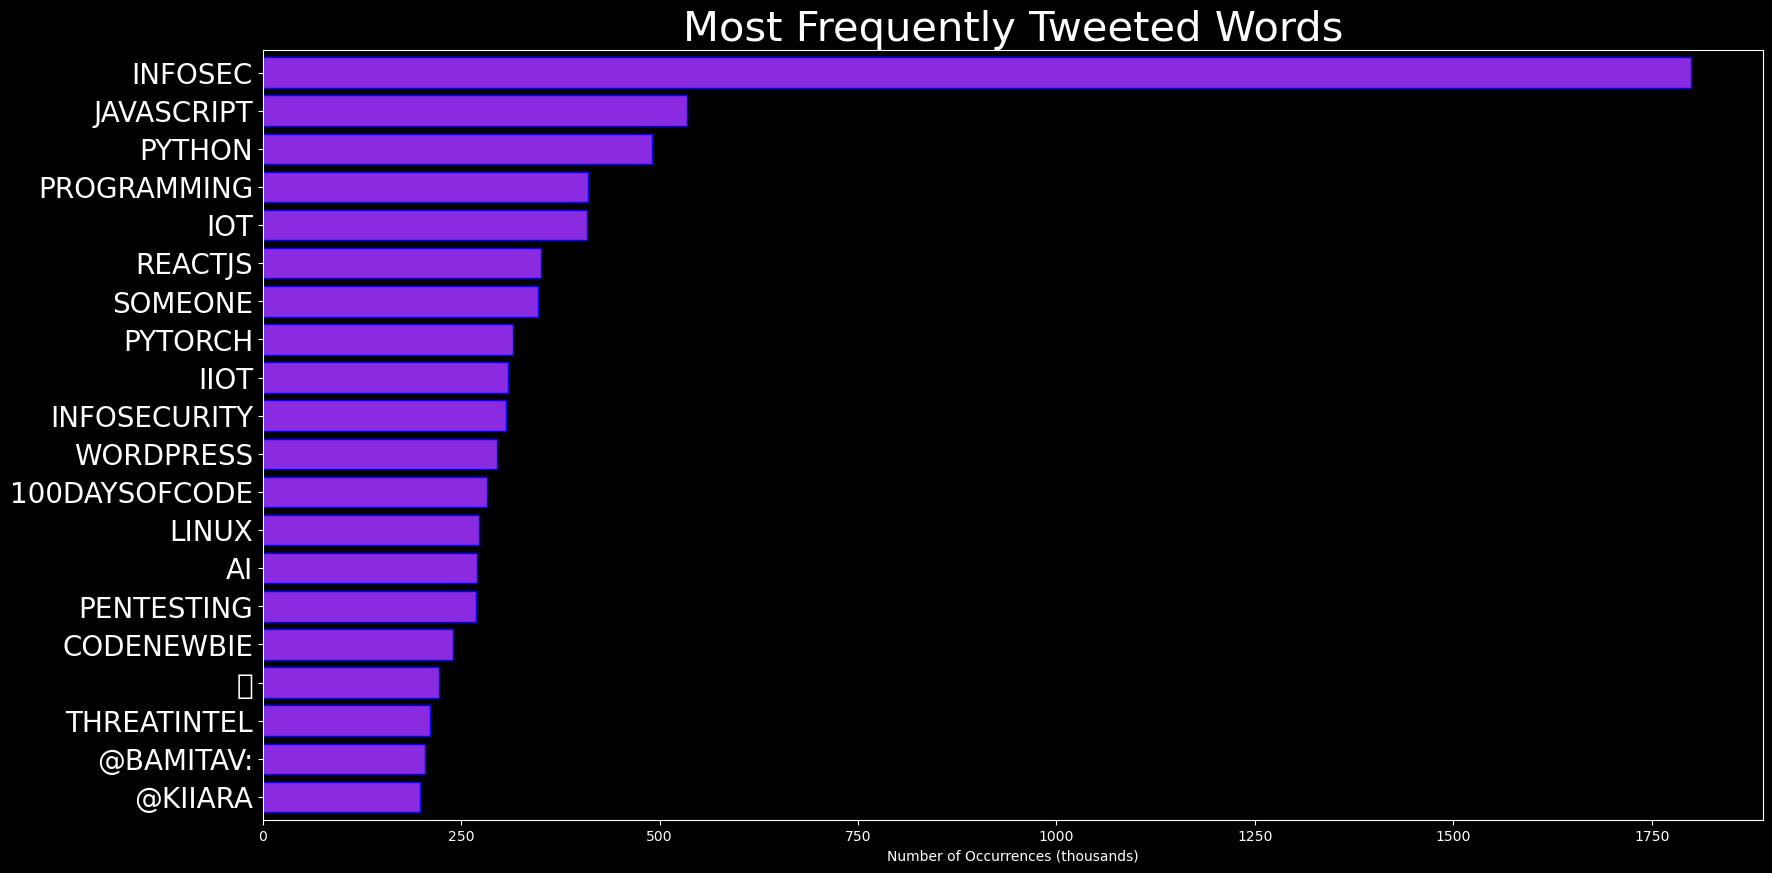 Most Frequently Tweeted Words
INFOSEC
JAVASCRIPT
PYTHON
PROGRAMMING
IOT
REACTJS
SOMEONE
PYTORCH
IIOT
INFOSECURITY
WORDPRESS
100DAYSOFCODE
LINUX
AI
PENTESTING
CODENEWBIE
THREATINTEL
@BAMITAV:
@KIIARA
0 250 500 750 1000 1250 1500 1750
Number of Occurrences (thousands)